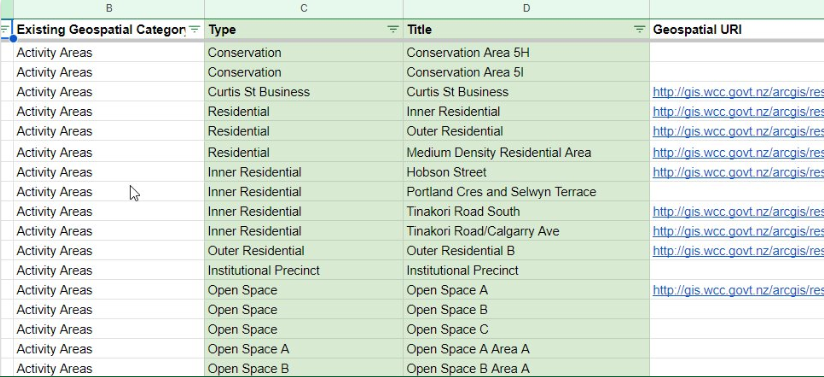 B C D
Existing Geospatial Categor Type Title Geospatial URI
Activity Areas Conservation Conservation Area 5H
Activity Areas Conservation Conservation Area 5I
Activity Areas Curtis St Business Curtis St Business http://gis.wcc.govt.nz/arcgis/res
Activity Areas Residential Inner Residential http://gis.wcc.govt.nz/arcgis/res
Activity Areas Residential Outer Residential http://gis.wcc.govt.nz/arcgis/res
Activity Areas Residential Medium Density Residential Area http://gis.wcc.govt.nz/arcgis/res
Activity Areas Inner Residential Hobson Street http://gis.wcc.govt.nz/arcgis/res
Activity Areas Inner Residential Portland Cres and Selwyn Terrace
Activity Areas Inner Residential Tinakori Road South http://gis.wcc.govt.nz/arcgis/res
Activity Areas Inner Residential Tinakori Road/Calgarry Ave http://gis.wcc.govt.nz/arcgis/res
Activity Areas Outer Residential Outer Residential B http://gis.wcc.govt.nz/arcgis/res
Activity Areas Institutional Precinct Institutional Precinct
Activity Areas Open Space Open Space A http://gis.wcc.govt.nz/arcgis/res
Activity Areas Open Space Open Space B
Activity Areas Open Space Open Space C
Activity Areas Open Space A Open Space A Area A
Activity Areas Open Space B Open Space B Area A